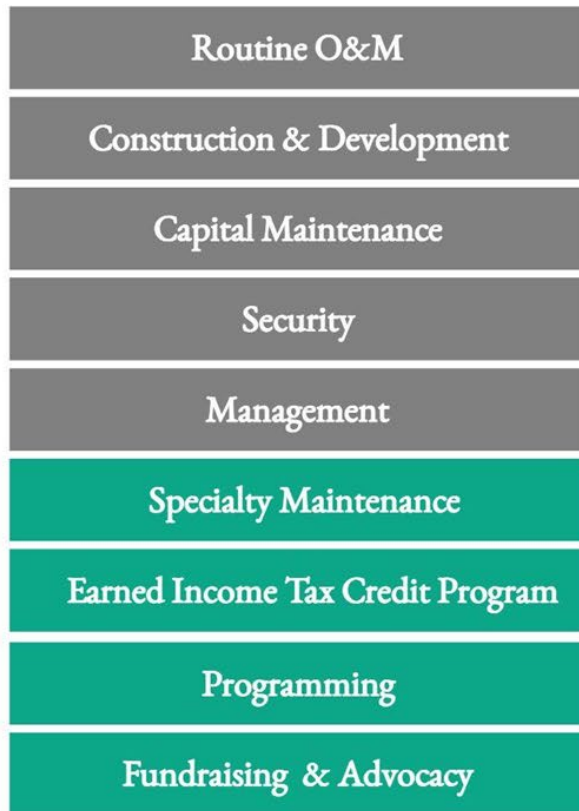 Routine O&M
Construction & Development
Capital Maintenance
Security
Management
Specialty Maintenance
Earned Income Tax Credit Program
Programming
Fundraising & Advocacy